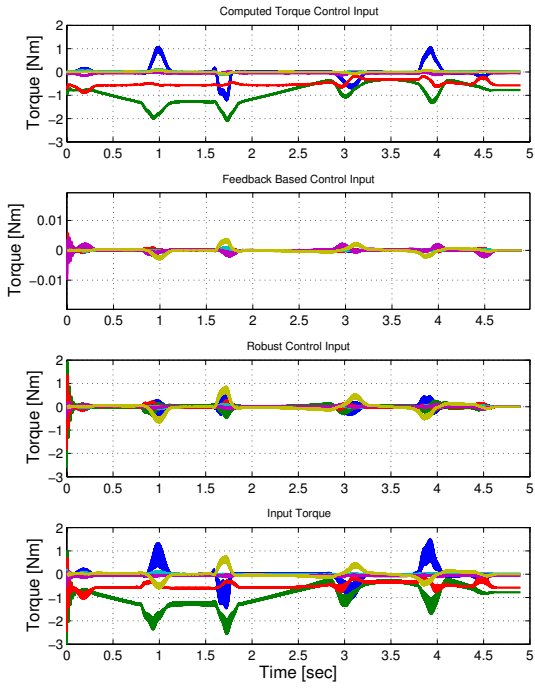 Computed Torque Control Input
Torque [Nm]
2
1
0
−1
−2
−3
0 0.5 1 1.5 2 2.5 3 3.5 4 4.5 5
Feedback Based Control Input
Torque [Nm]
0.01
0
−0.01
0 0.5 1 1.5 2 2.5 3 3.5 4 4.5
Robust Control Input
Torque [Nm]
2
1
0
−1
−2
−3
0 0.5 1 1.5 2 2.5 3 3.5 4 4.5 5
Input Torque
Torque [Nm]
2
1
0
−1
−2
−3
0 0.5 1 1.5 2 2.5 3 3.5 4 4.5 5
Time [sec]